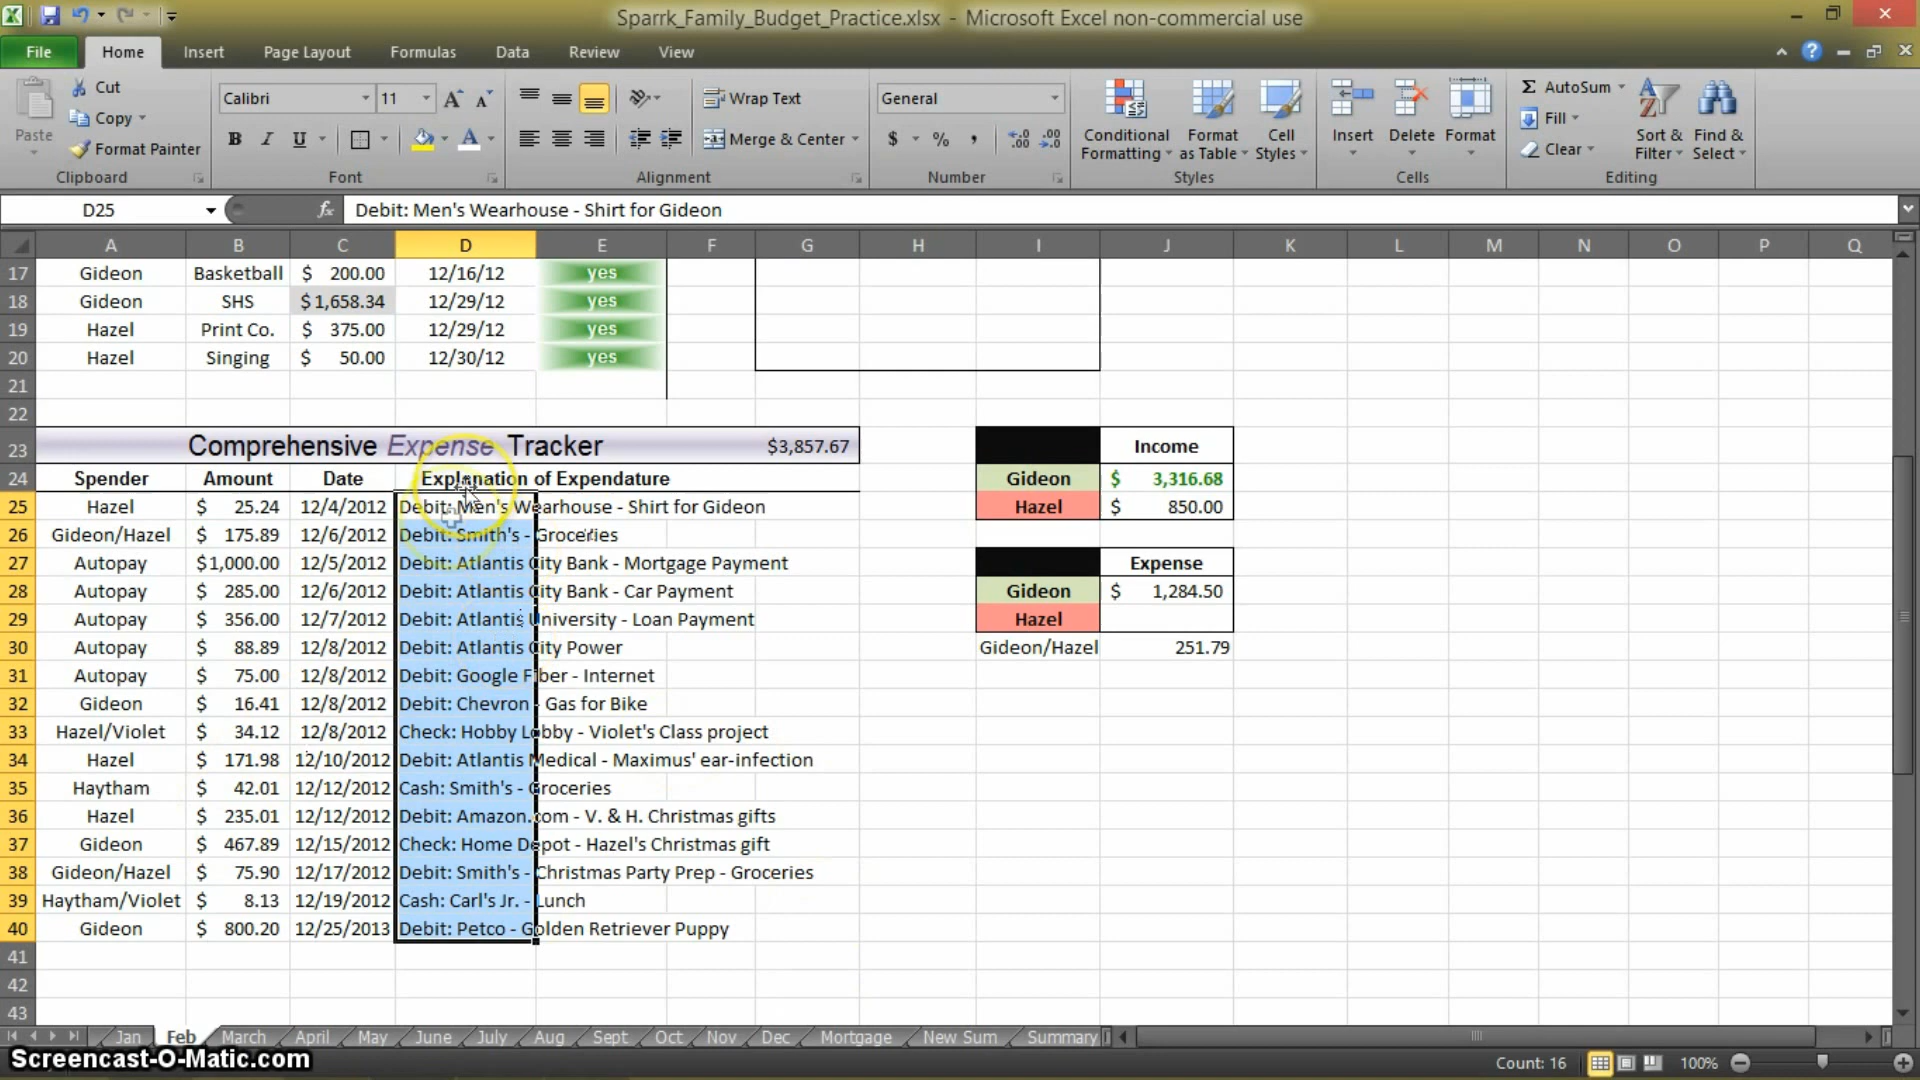 Sparrk_Family_Budget_Practice.xlsx - Microsoft Excel non-commercial use
File Home Insert Page Layout Formulas Data Review View
Paste Cut Copy Format Painter Clipboard
Calibri 11 A A B I U A Font
Wrap Text Merge & Center Alignment
General $ % , .00 .00 Number
Conditional Formatting Format as Table Cell Styles Styles
Insert Delete Format Cells
Σ AutoSum Fill Clear Sort & Filter Find & Select Editing
D25 fx Debit: Men's Wearhouse - Shirt for Gideon
A B C D E F G H I J K L M N O P Q
17 Gideon Basketball $ 200.00 12/16/12 yes
18 Gideon SHS $1,658.34 12/29/12 yes
19 Hazel Print Co. $ 375.00 12/29/12 yes
20 Hazel Singing $ 50.00 12/30/12 yes
21
22
23 Comprehensive Expense Tracker $3,857.67 Income
24 Spender Amount Date Explanation of Expendature Gideon $ 3,316.68
25 Hazel $ 25.24 12/4/2012 Debit: Men's Wearhouse - Shirt for Gideon Hazel $ 850.00
26 Gideon/Hazel $ 175.89 12/6/2012 Debit: Smith's - Groceries
27 Autopay $1,000.00 12/5/2012 Debit: Atlantis City Bank - Mortgage Payment Expense
28 Autopay $ 285.00 12/6/2012 Debit: Atlantis City Bank - Car Payment Gideon $ 1,284.50
29 Autopay $ 356.00 12/7/2012 Debit: Atlantis University - Loan Payment Hazel
30 Autopay $ 88.89 12/8/2012 Debit: Atlantis City Power Gideon/Hazel 251.79
31 Autopay $ 75.00 12/8/2012 Debit: Google Fiber - Internet
32 Gideon $ 16.41 12/8/2012 Debit: Chevron - Gas for Bike
33 Hazel/Violet $ 34.12 12/8/2012 Check: Hobby Lobby - Violet's Class project
34 Hazel $ 171.98 12/10/2012 Debit: Atlantis Medical - Maximus' ear-infection
35 Haytham $ 42.01 12/12/2012 Cash: Smith's - Groceries
36 Hazel $ 235.01 12/12/2012 Debit: Amazon.com - V. & H. Christmas gifts
37 Gideon $ 467.89 12/15/2012 Check: Home Depot - Hazel's Christmas gift
38 Gideon/Hazel $ 75.90 12/17/2012 Debit: Smith's - Christmas Party Prep - Groceries
39 Haytham/Violet $ 8.13 12/19/2012 Cash: Carl's Jr. - Lunch
40 Gideon $ 800.20 12/25/2013 Debit: Petco - Golden Retriever Puppy
41
42
43
Jan Feb March April May June July Aug Sept Oct Nov Dec Mortgage New Sum Summary
Screencast-O-Matic.com Count: 16 100%